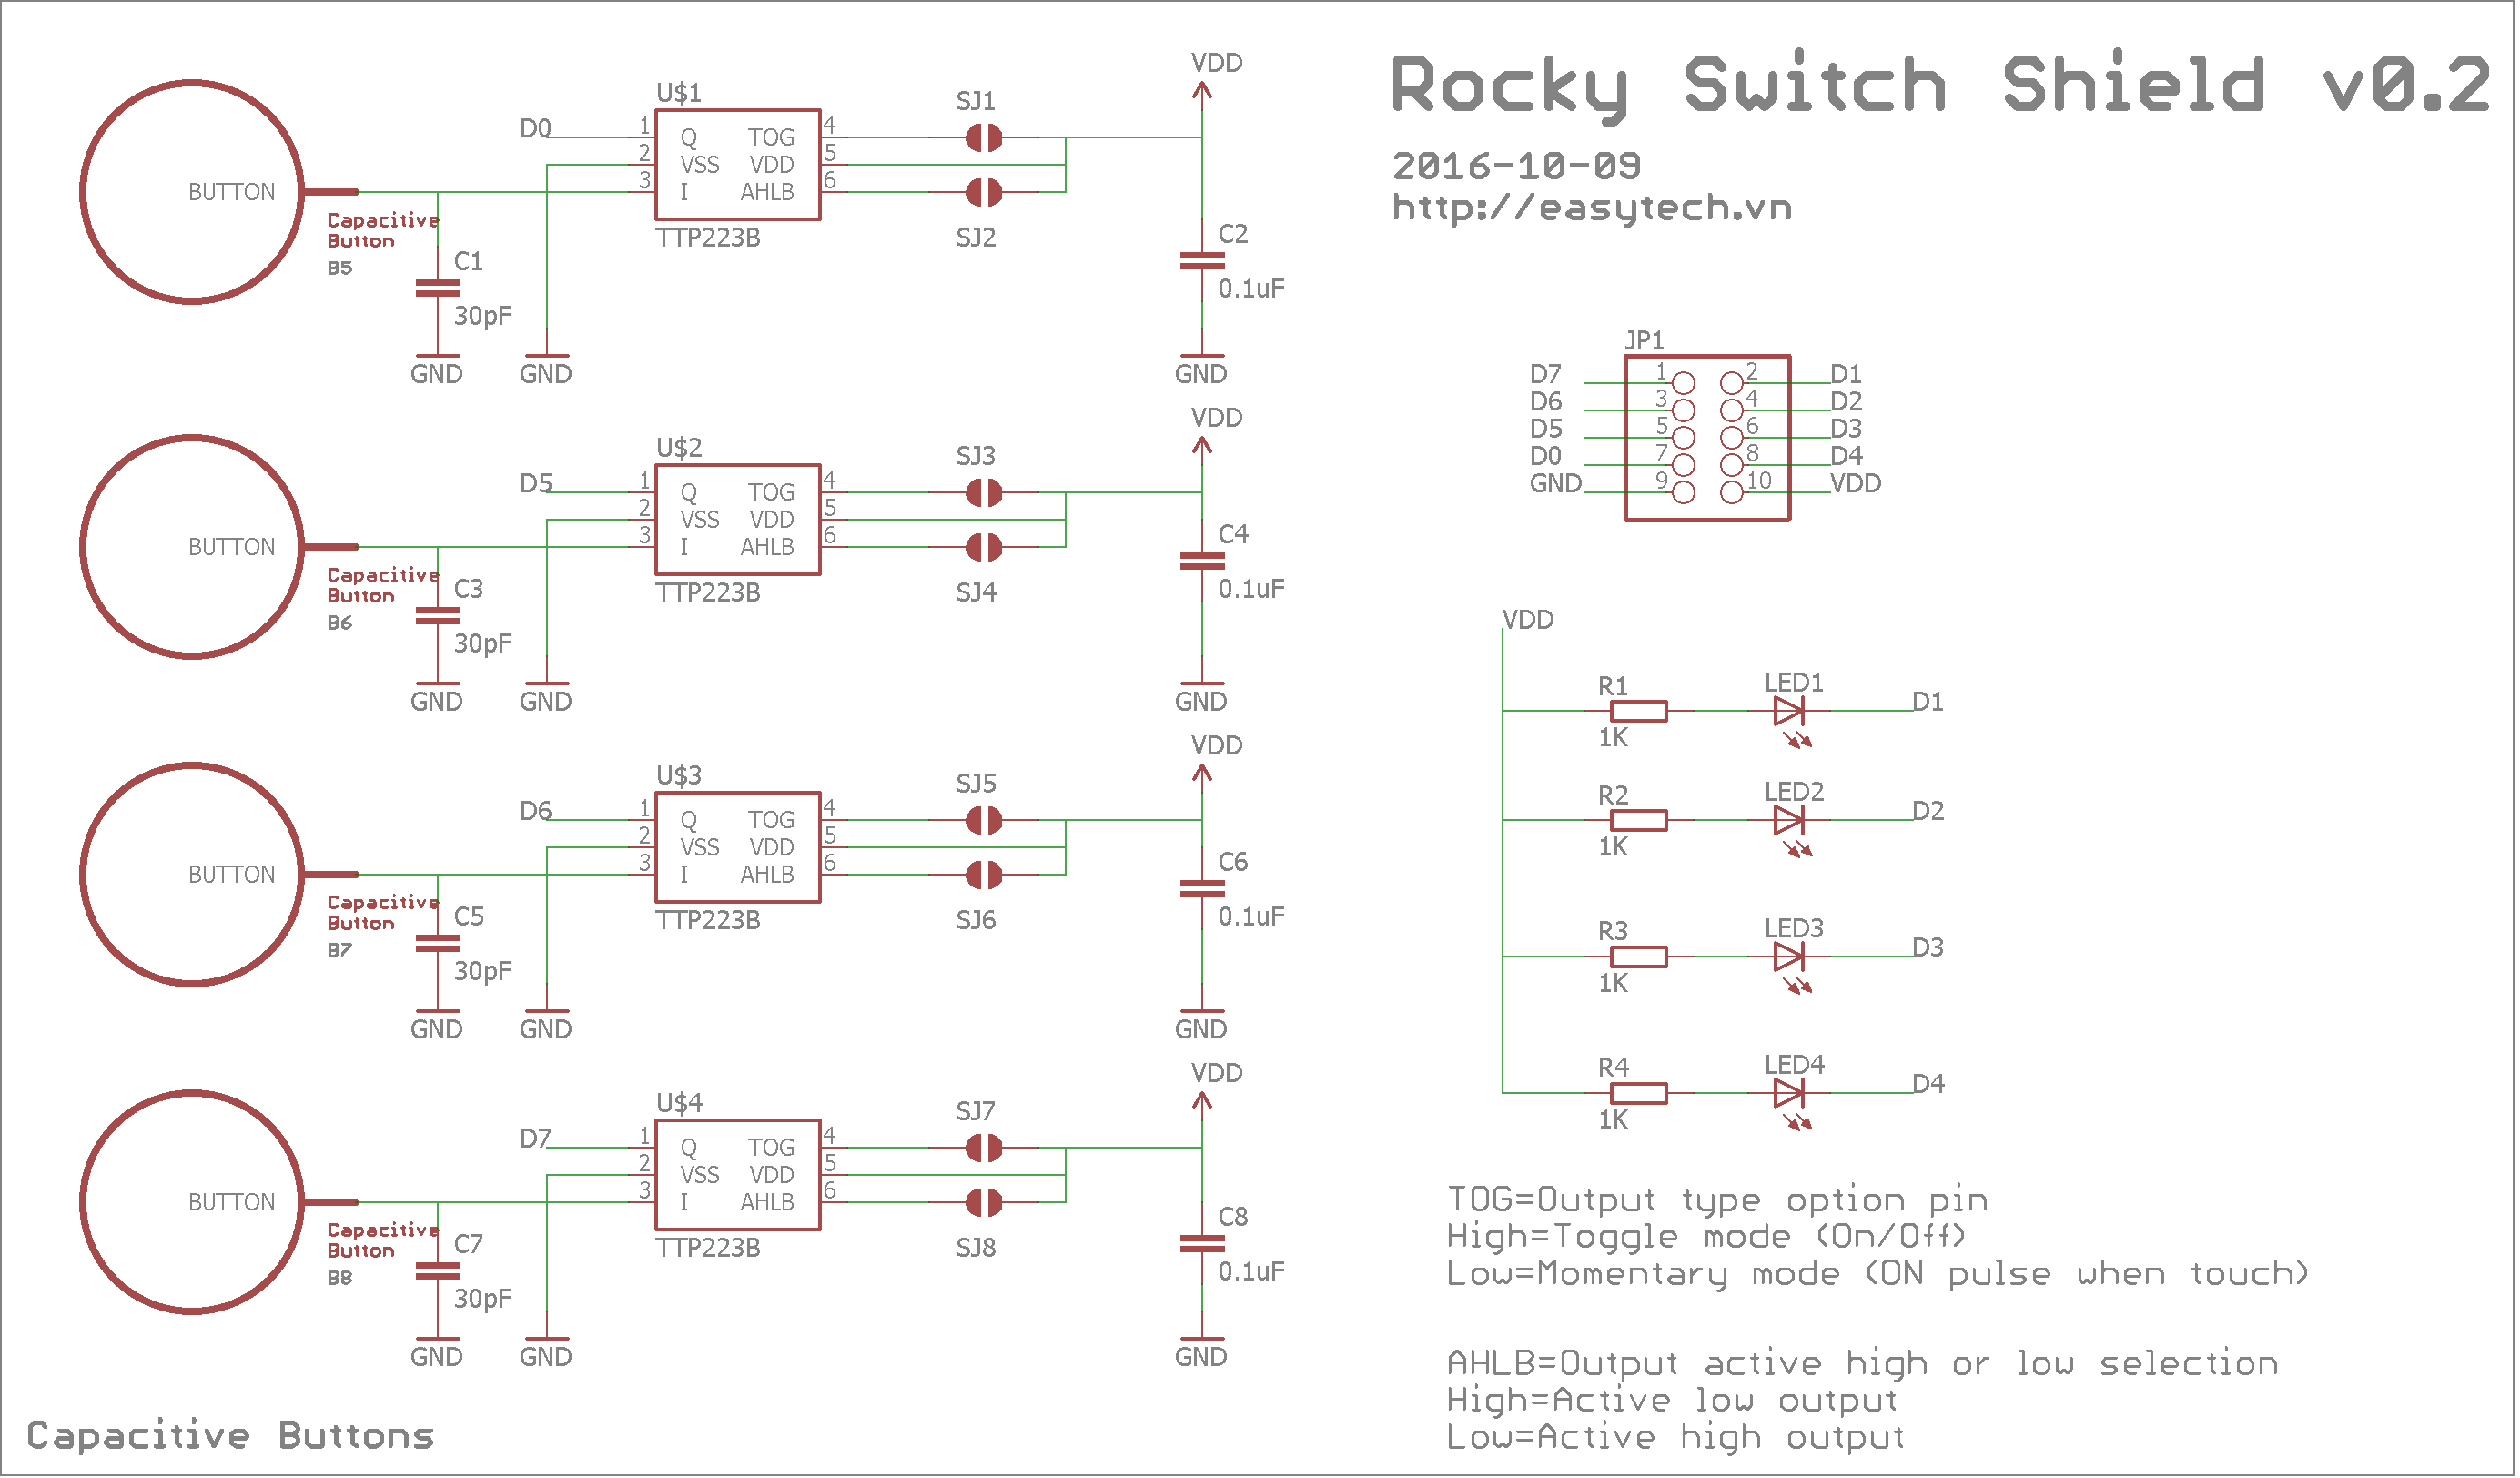 Rocky Switch Shield v0.2
2016-10-09
http://easytech.vn
BUTTON
Capacitive
Button
B5
C1
30pF
GND
D0
GND
U$1
1 Q TOG 4
2 VSS VDD 5
3 I AHLB 6
TTP223B
SJ1
SJ2
VDD
C2
0.1uF
GND
BUTTON
Capacitive
Button
B6
C3
30pF
GND
D5
GND
U$2
1 Q TOG 4
2 VSS VDD 5
3 I AHLB 6
TTP223B
SJ3
SJ4
VDD
C4
0.1uF
GND
BUTTON
Capacitive
Button
B7
C5
30pF
GND
D6
GND
U$3
1 Q TOG 4
2 VSS VDD 5
3 I AHLB 6
TTP223B
SJ5
SJ6
VDD
C6
0.1uF
GND
BUTTON
Capacitive
Button
B8
C7
30pF
GND
D7
GND
U$4
1 Q TOG 4
2 VSS VDD 5
3 I AHLB 6
TTP223B
SJ7
SJ8
VDD
C8
0.1uF
GND
Capacitive Buttons
JP1
D7 1 2 D1
D6 3 4 D2
D5 5 6 D3
D0 7 8 D4
GND 9 10 VDD
VDD
R1 LED1 D1
1K
R2 LED2 D2
1K
R3 LED3 D3
1K
R4 LED4 D4
1K
TOG=Output type option pin
High=Toggle mode (On/Off)
Low=Momentary mode (ON pulse when touch)
AHLB=Output active high or low selection
High=Active low output
Low=Active high output